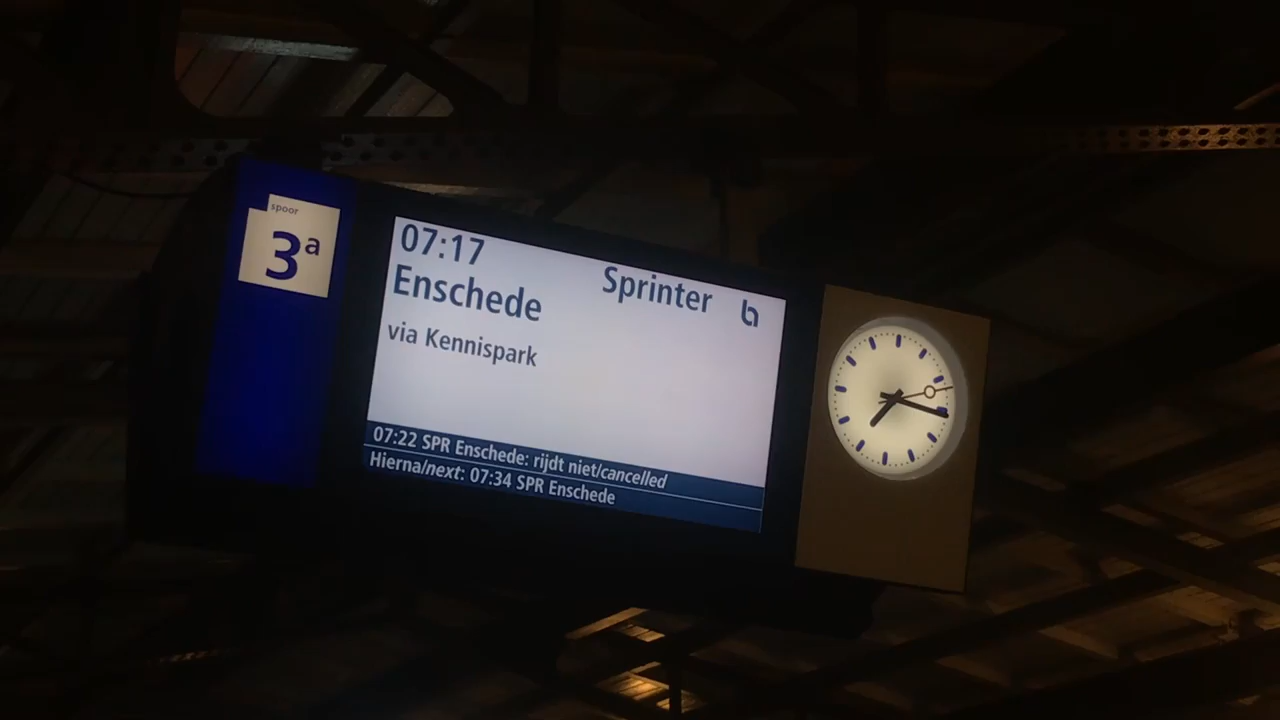 spoor
3a
07:17
Sprinter
Enschede
via Kennispark
07:22 SPR Enschede: rijdt niet/cancelled
Hierna/next: 07:34 SPR Enschede